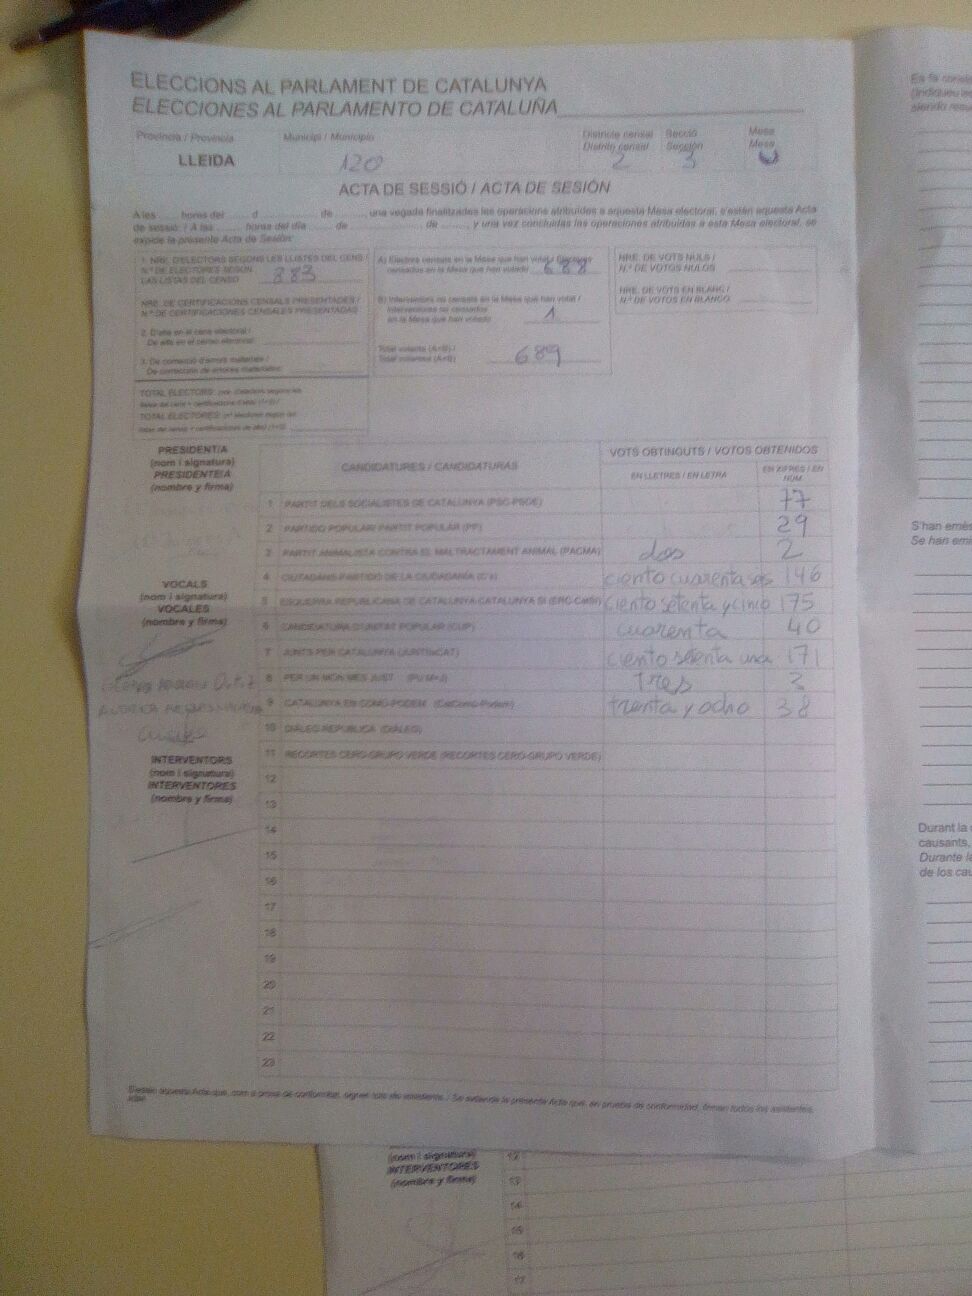 ELECCIONS AL PARLAMENT DE CATALUNYA
ELECCIONES AL PARLAMENTO DE CATALUÑA
Província / Provincia Municipi / Municipio Districte censal Secció Mesa
Distrito censal Sección Mesa
LLEIDA 120 2 3 U
ACTA DE SESSIÓ / ACTA DE SESIÓN
A les ...... hores del ...... d ...... de ......, una vegada finalitzades les operacions atribuïdes a aquesta Mesa electoral, s'estén aquesta Acta
de sessió. / A las ...... horas del día ...... de ...... de ......, y una vez concluidas las operaciones atribuidas a esta Mesa electoral, se
expide la presente Acta de Sesión:
1. NRE. D'ELECTORS SEGONS LES LLISTES DEL CENS /
N.º DE ELECTORES SEGÚN
LAS LISTAS DEL CENSO 883
NRE. DE CERTIFICACIONS CENSALS PRESENTADES /
N.º DE CERTIFICACIONES CENSALES PRESENTADAS
2. D'alta en el cens electoral /
De alta en el censo electoral
3. De correcció d'errors materials /
De corrección de errores materiales
TOTAL ELECTORS:
TOTAL ELECTORES:
A) Electors censats en la Mesa que han votat / Electores
censados en la Mesa que han votado 688
B) Interventors no censats en la Mesa que han votat /
Interventores no censados
en la Mesa que han votado 1
Total votants (A+B) /
Total votantes (A+B) 689
NRE. DE VOTS NULS /
N.º DE VOTOS NULOS
NRE. DE VOTS EN BLANC /
N.º DE VOTOS EN BLANCO
PRESIDENT/A
(nom i signatura)
PRESIDENTE/A
(nombre y firma)
VOCALS
(nom i signatura)
VOCALES
(nombre y firma)
INTERVENTORS
(nom i signatura)
INTERVENTORES
(nombre y firma)
CANDIDATURES / CANDIDATURAS VOTS OBTINGUTS / VOTOS OBTENIDOS
EN LLETRES / EN LETRA EN XIFRES / EN NÚM.
1 PARTIT DELS SOCIALISTES DE CATALUNYA (PSC-PSOE) 77
2 PARTIDO POPULAR/ PARTIT POPULAR (PP) 29
3 PARTIT ANIMALISTA CONTRA EL MALTRACTAMENT ANIMAL (PACMA) dos 2
4 CIUTADANS-PARTIDO DE LA CIUDADANÍA (C's) ciento cuarenta seis 146
5 ESQUERRA REPUBLICANA DE CATALUNYA-CATALUNYA SÍ (ERC-CatSí) ciento setenta y cinco 175
6 CANDIDATURA D'UNITAT POPULAR (CUP) cuarenta 40
7 JUNTS PER CATALUNYA (JUNTSxCAT) ciento setenta una 171
8 PER UN MÓN MÉS JUST (PUM+J) Tres 3
9 CATALUNYA EN COMÚ-PODEM (CatComú-Podem) trenta y ocho 38
10 DIÀLEG REPÚBLICA (DIÀLEG)
11 RECORTES CERO-GRUPO VERDE (RECORTES CERO-GRUPO VERDE)
12
13
14
15
16
17
18
19
20
21
22
23
S'estén aquesta Acta que, com a prova de conformitat, signen tots els assistents. / Se extiende la presente Acta que, en prueba de conformidad, firman todos los asistentes.
Es fa
(Indiqueu
siendo
S'han emès
Se han emi
Durant la
causants,
Durante la
de los cau
(nom i signatura)
INTERVENTORES
(nombre y firma)
12
13
14
15
16
17